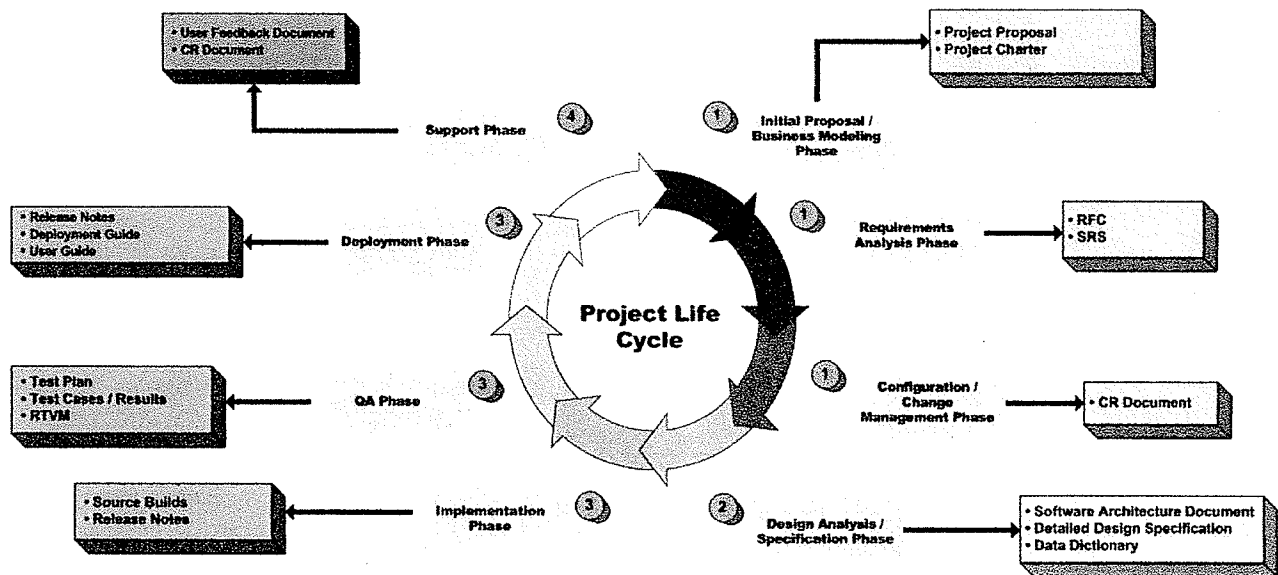 • User Feedback Document
• CR Document
• Project Proposal
• Project Charter
4
Support Phase
1
Initial Proposal /
Business Modeling
Phase
• Release Notes
• Deployment Guide
• User Guide
Deployment Phase
3
1
Requirements
Analysis Phase
• RFC
• SRS
Project Life
Cycle
• Test Plan
• Test Cases / Results
• RTVM
QA Phase
3
1
Configuration /
Change
Management Phase
• CR Document
• Source Builds
• Release Notes
Implementation
Phase
3
2
Design Analysis /
Specification Phase
• Software Architecture Document
• Detailed Design Specification
• Data Dictionary